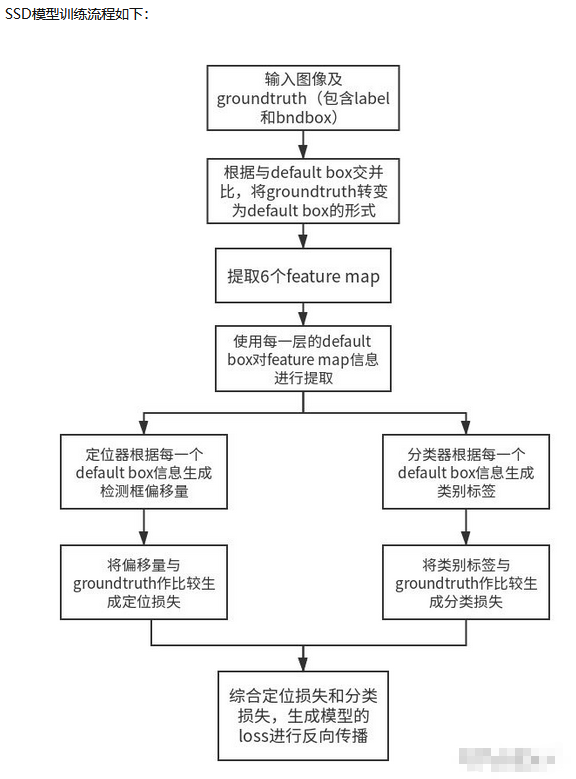 SSD模型训练流程如下：
输入图像及
groundtruth（包含label
和bndbox）
根据与default box交并
比，将groundtruth转变
为default box的形式
提取6个feature map
使用每一层的default
box对feature map信息
进行提取
定位器根据每一个
default box信息生成
检测框偏移量
分类器根据每一个
default box信息生成
类别标签
将偏移量与
groundtruth作比较生
成定位损失
将类别标签与
groundtruth作比较生
成分类损失
综合定位损失和分类
损失，生成模型的
loss进行反向传播